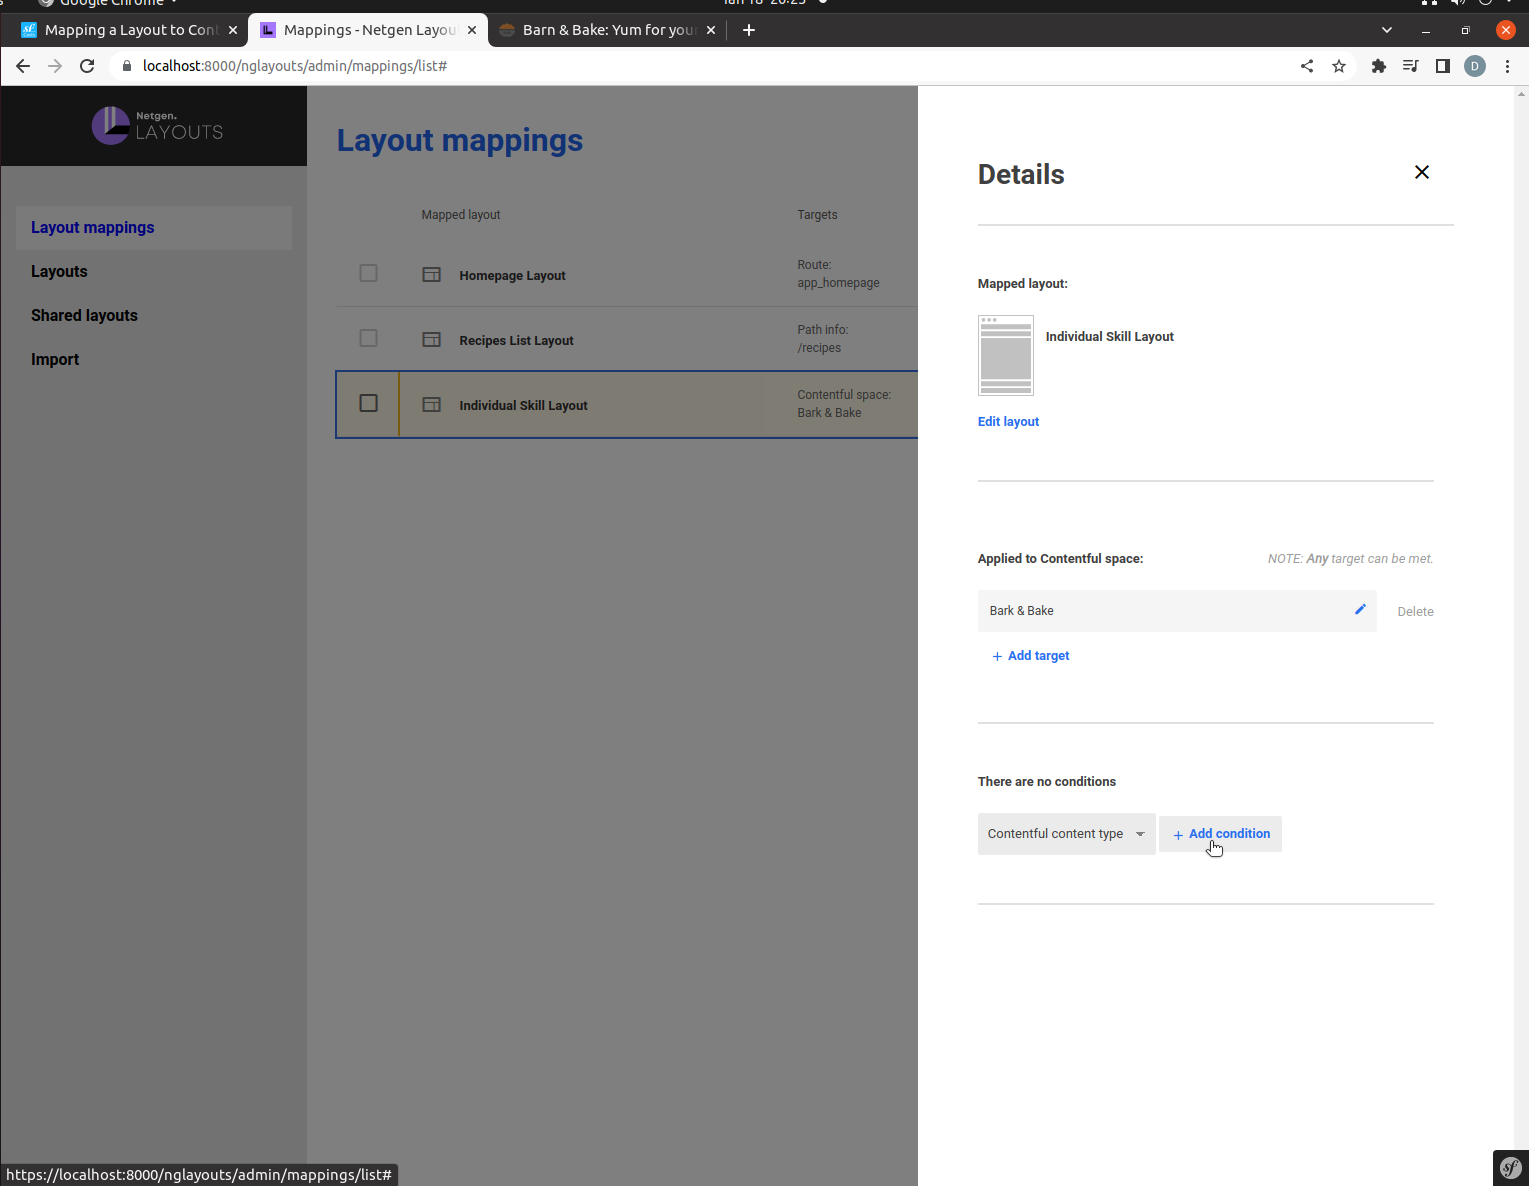 Google Chrome
Mapping a Layout to Cont
Mappings - Netgen Layou
Barn & Bake: Yum for you
localhost:8000/nglayouts/admin/mappings/list#
D
Netgen.
LAYOUTS
Layout mappings
Layouts
Shared layouts
Import
Layout mappings
Mapped layout
Targets
Homepage Layout
Route:
app_homepage
Recipes List Layout
Path info:
/recipes
Individual Skill Layout
Contentful space:
Bark & Bake
Details
Mapped layout:
Individual Skill Layout
Edit layout
Applied to Contentful space:
NOTE: Any target can be met.
Bark & Bake
Delete
+ Add target
There are no conditions
Contentful content type
+ Add condition
https://localhost:8000/nglayouts/admin/mappings/list#
sf